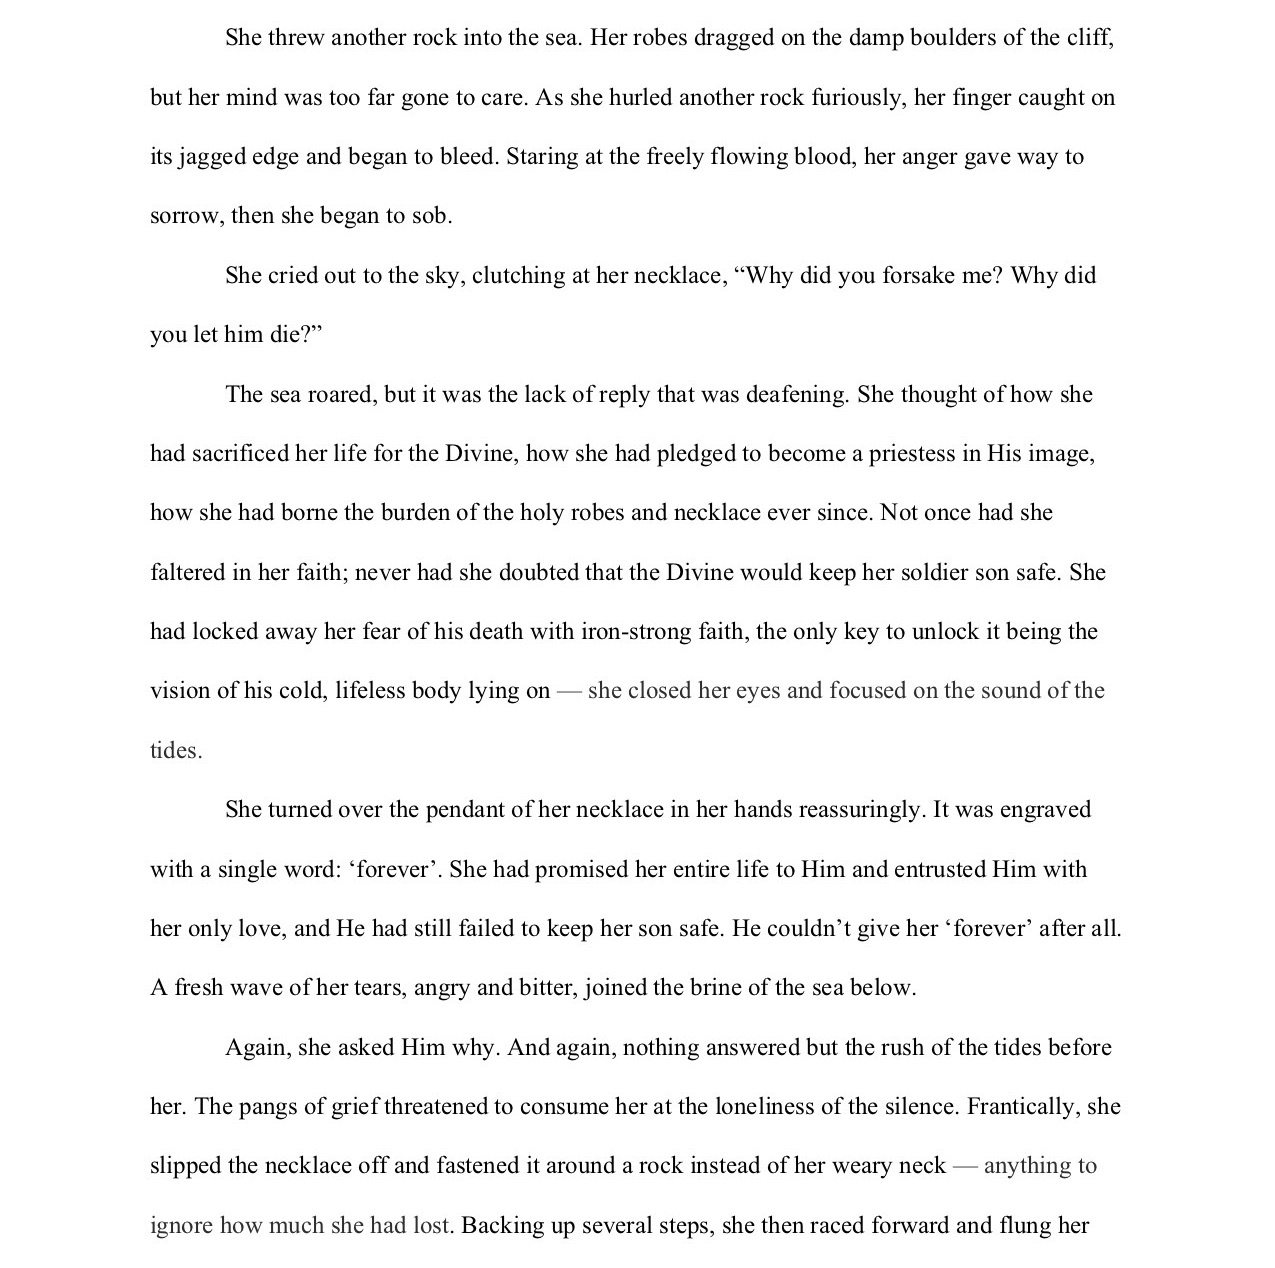 She threw another rock into the sea. Her robes dragged on the damp boulders of the cliff,
but her mind was too far gone to care. As she hurled another rock furiously, her finger caught on
its jagged edge and began to bleed. Staring at the freely flowing blood, her anger gave way to
sorrow, then she began to sob.
She cried out to the sky, clutching at her necklace, “Why did you forsake me? Why did
you let him die?”
The sea roared, but it was the lack of reply that was deafening. She thought of how she
had sacrificed her life for the Divine, how she had pledged to become a priestess in His image,
how she had borne the burden of the holy robes and necklace ever since. Not once had she
faltered in her faith; never had she doubted that the Divine would keep her soldier son safe. She
had locked away her fear of his death with iron-strong faith, the only key to unlock it being the
vision of his cold, lifeless body lying on — she closed her eyes and focused on the sound of the
tides.
She turned over the pendant of her necklace in her hands reassuringly. It was engraved
with a single word: ‘forever’. She had promised her entire life to Him and entrusted Him with
her only love, and He had still failed to keep her son safe. He couldn’t give her ‘forever’ after all.
A fresh wave of her tears, angry and bitter, joined the brine of the sea below.
Again, she asked Him why. And again, nothing answered but the rush of the tides before
her. The pangs of grief threatened to consume her at the loneliness of the silence. Frantically, she
slipped the necklace off and fastened it around a rock instead of her weary neck — anything to
ignore how much she had lost. Backing up several steps, she then raced forward and flung her